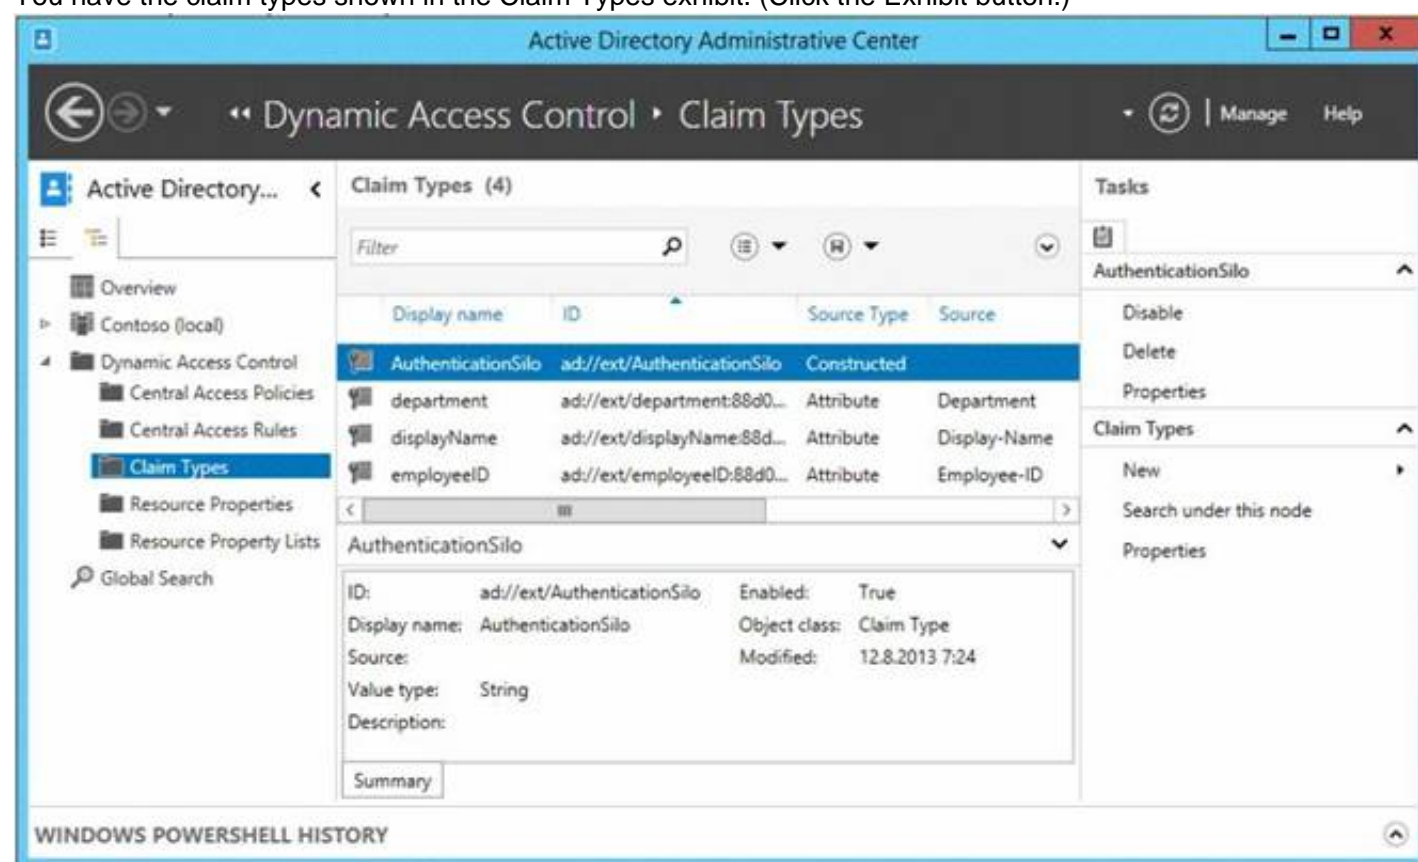 You have the claim types shown in the Claim Types exhibit. (Click the Exhibit button.)
Active Directory Administrative Center
Dynamic Access Control • Claim Types
Manage Help
Active Directory...
Overview
Contoso (local)
Dynamic Access Control
Central Access Policies
Central Access Rules
Claim Types
Resource Properties
Resource Property Lists
Global Search
Claim Types (4)
Filter
Display name ID Source Type Source
AuthenticationSilo ad://ext/AuthenticationSilo Constructed
department ad://ext/department:88d0... Attribute Department
displayName ad://ext/displayName:88d... Attribute Display-Name
employeeID ad://ext/employeeID:88d0... Attribute Employee-ID
AuthenticationSilo
ID: ad://ext/AuthenticationSilo Enabled: True
Display name: AuthenticationSilo Object class: Claim Type
Source: Modified: 12.8.2013 7:24
Value type: String
Description:
Summary
Tasks
AuthenticationSilo
Disable
Delete
Properties
Claim Types
New
Search under this node
Properties
WINDOWS POWERSHELL HISTORY